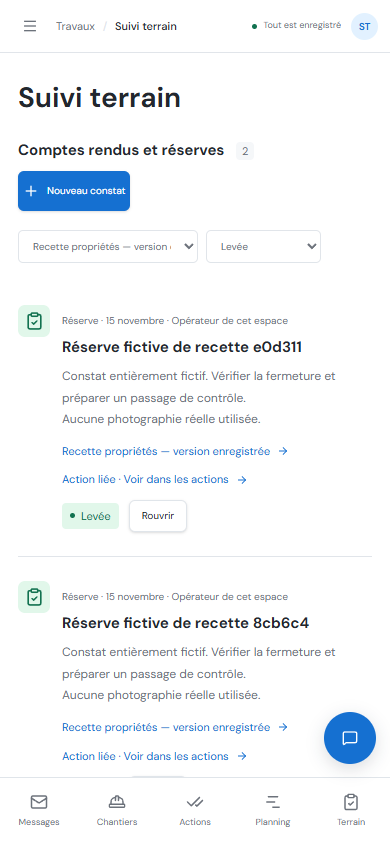 Travaux / Suivi terrain
Tout est enregistré
ST
Suivi terrain
Comptes rendus et réserves 2
Nouveau constat
Recette propriétés — version
Levée
Réserve · 15 novembre · Opérateur de cet espace
Réserve fictive de recette e0d311
Constat entièrement fictif. Vérifier la fermeture et
préparer un passage de contrôle.
Aucune photographie réelle utilisée.
Recette propriétés — version enregistrée →
Action liée · Voir dans les actions →
Levée
Rouvrir
Réserve · 15 novembre · Opérateur de cet espace
Réserve fictive de recette 8cb6c4
Constat entièrement fictif. Vérifier la fermeture et
préparer un passage de contrôle.
Aucune photographie réelle utilisée.
Recette propriétés — version enregistrée →
Action liée · Voir dans les actions →
Messages
Chantiers
Actions
Planning
Terrain